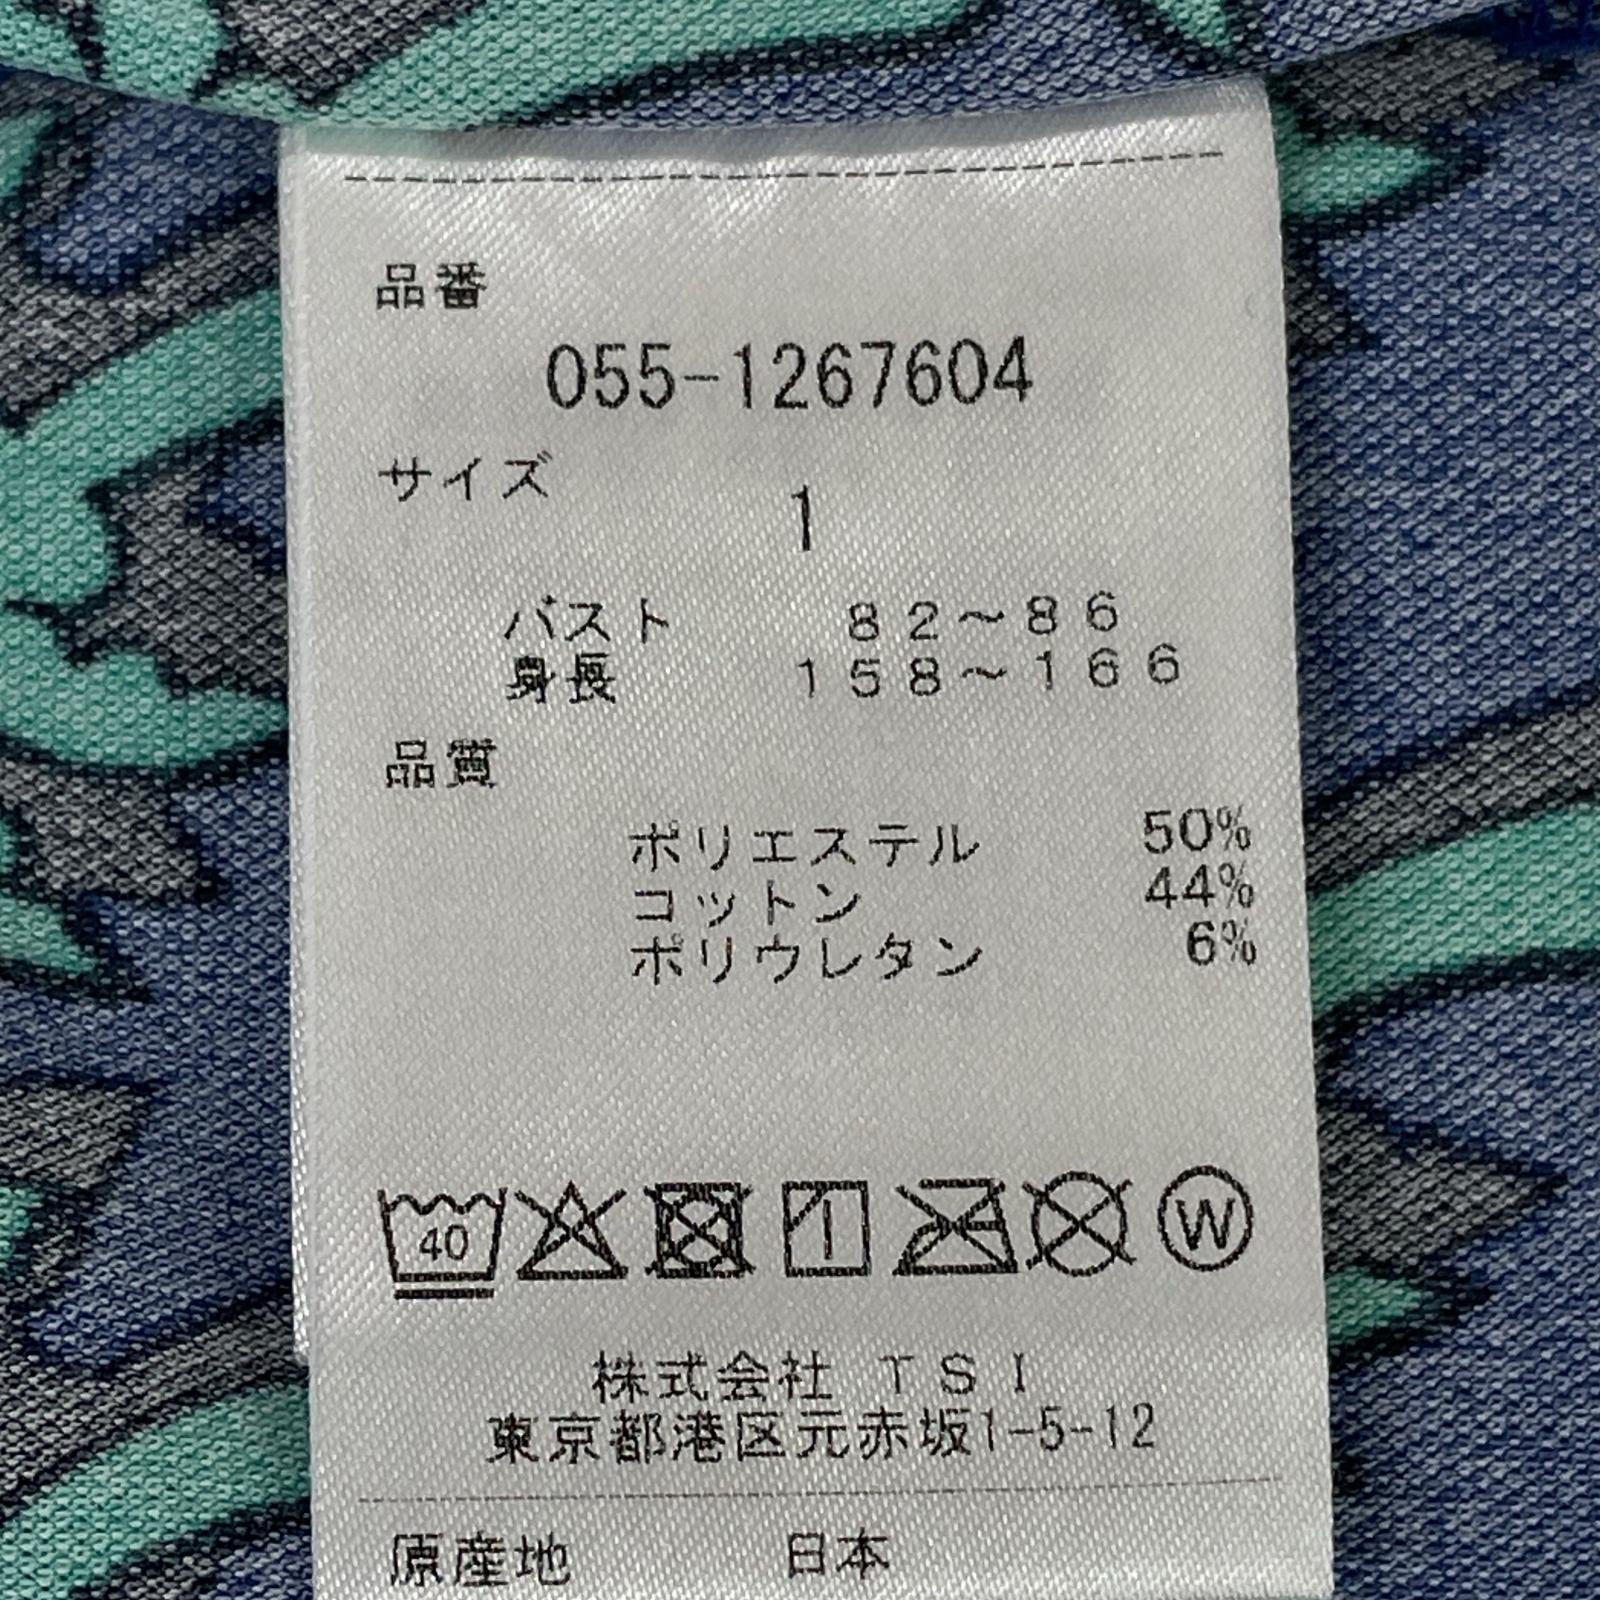 品番
055-1267604
サイズ
1
バスト 82～86
身長 158～166
品質
ポリエステル 50%
コットン 44%
ポリウレタン 6%
40 W
株式会社 TSI
東京都港区元赤坂1-5-12
原産地 日本